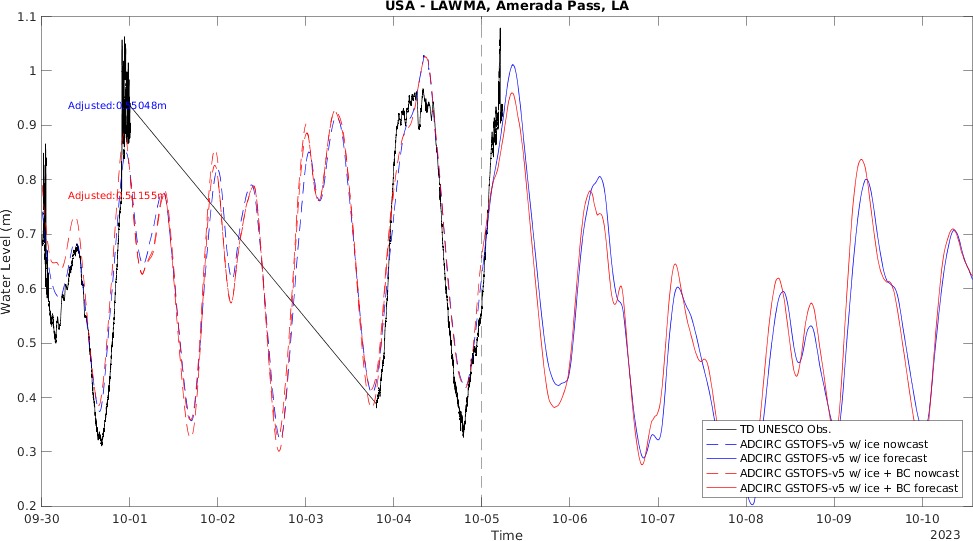 USA - LAWMA, Amerada Pass, LA
1.1
1
0.9
0.8
0.7
0.6
0.5
0.4
0.3
0.2
Water Level (m)
Adjusted:0.05048m
Adjusted:0.51155m
TD UNESCO Obs.
ADCIRC GSTOFS-v5 w/ ice nowcast
ADCIRC GSTOFS-v5 w/ ice forecast
ADCIRC GSTOFS-v5 w/ ice + BC nowcast
ADCIRC GSTOFS-v5 w/ ice + BC forecast
09-30 10-01 10-02 10-03 10-04 10-05 10-06 10-07 10-08 10-09 10-10
Time
2023